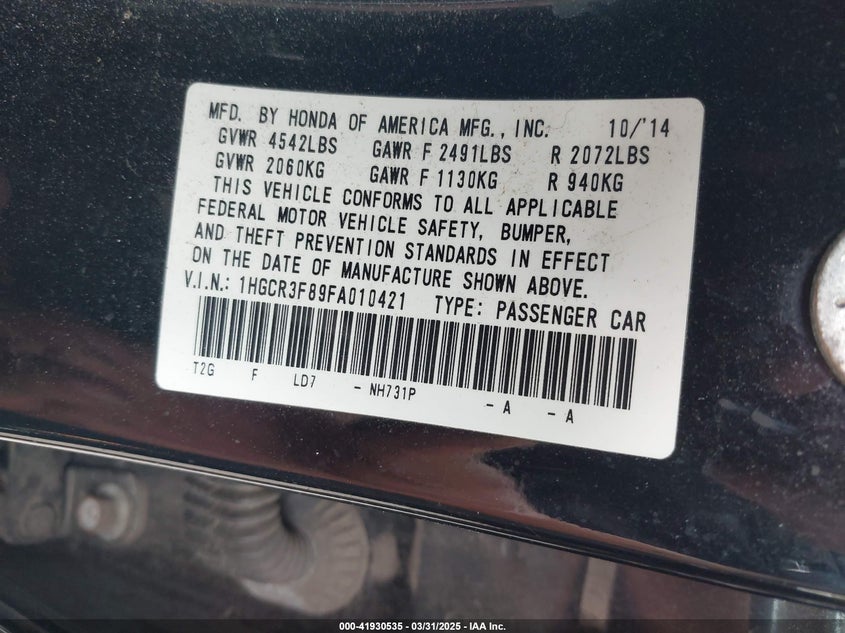 MFD. BY HONDA OF AMERICA MFG., INC. 10/'14
GVWR 4542LBS GAWR F 2491LBS R 2072LBS
GVWR 2060KG GAWR F 1130KG R 940KG
THIS VEHICLE CONFORMS TO ALL APPLICABLE
FEDERAL MOTOR VEHICLE SAFETY, BUMPER,
AND THEFT PREVENTION STANDARDS IN EFFECT
ON THE DATE OF MANUFACTURE SHOWN ABOVE.
V.I.N.: 1HGCR3F89FA010421 TYPE: PASSENGER CAR
T2G F LD7 - NH731P - A - A
000-41930535 - 03/31/2025 - IAA Inc.